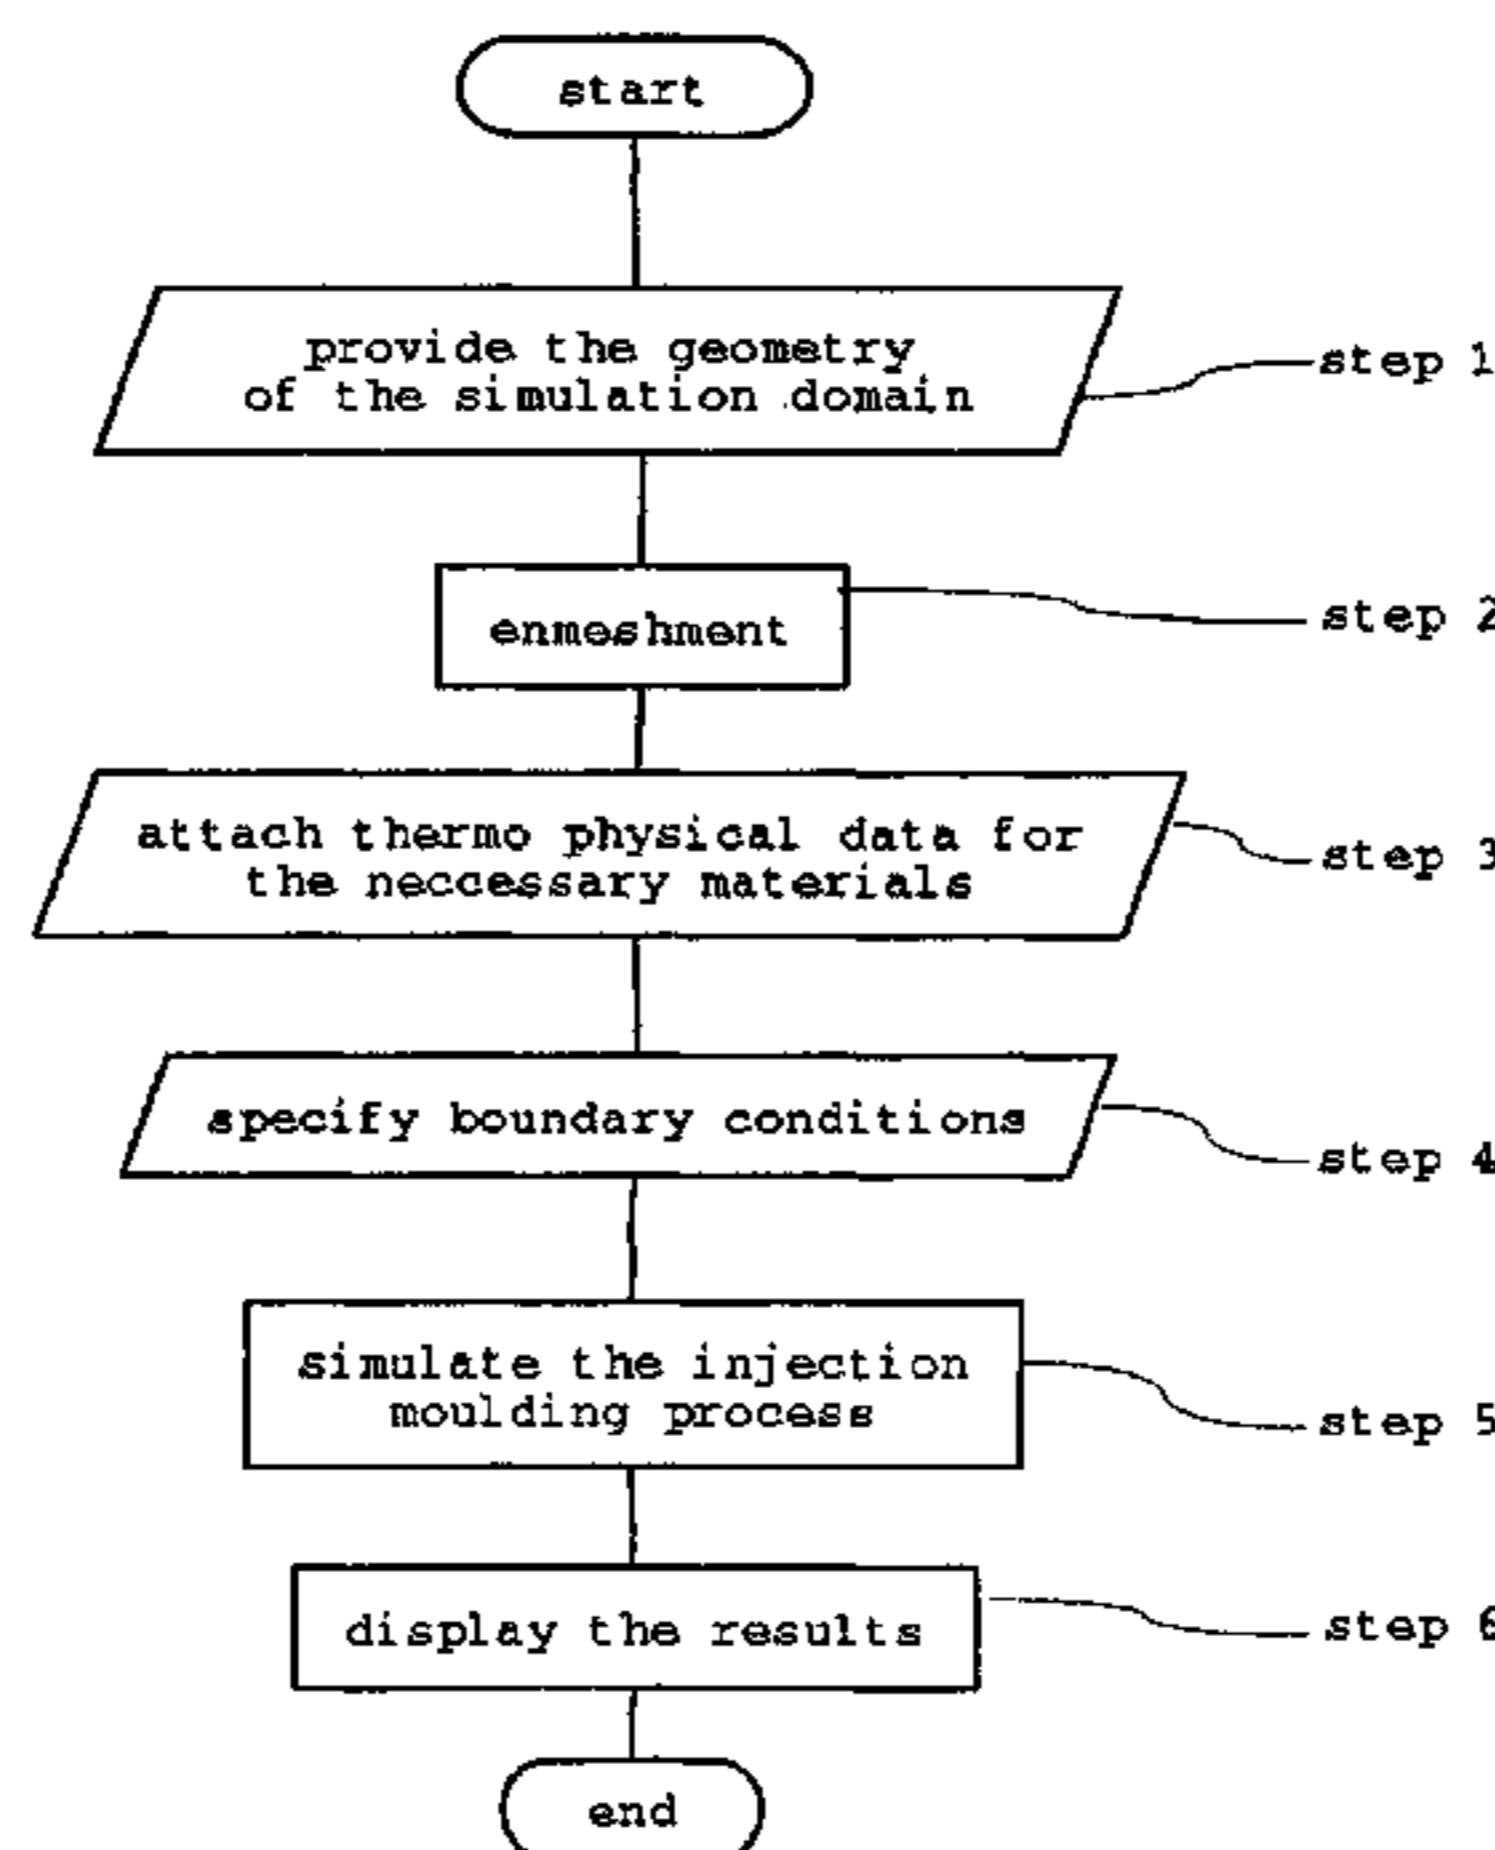 start
provide the geometry
of the simulation domain
step 1
enmeshment
step 2
attach thermo physical data for
the neccessary materials
step 3
specify boundary conditions
step 4
simulate the injection
moulding process
step 5
display the results
step 6
end